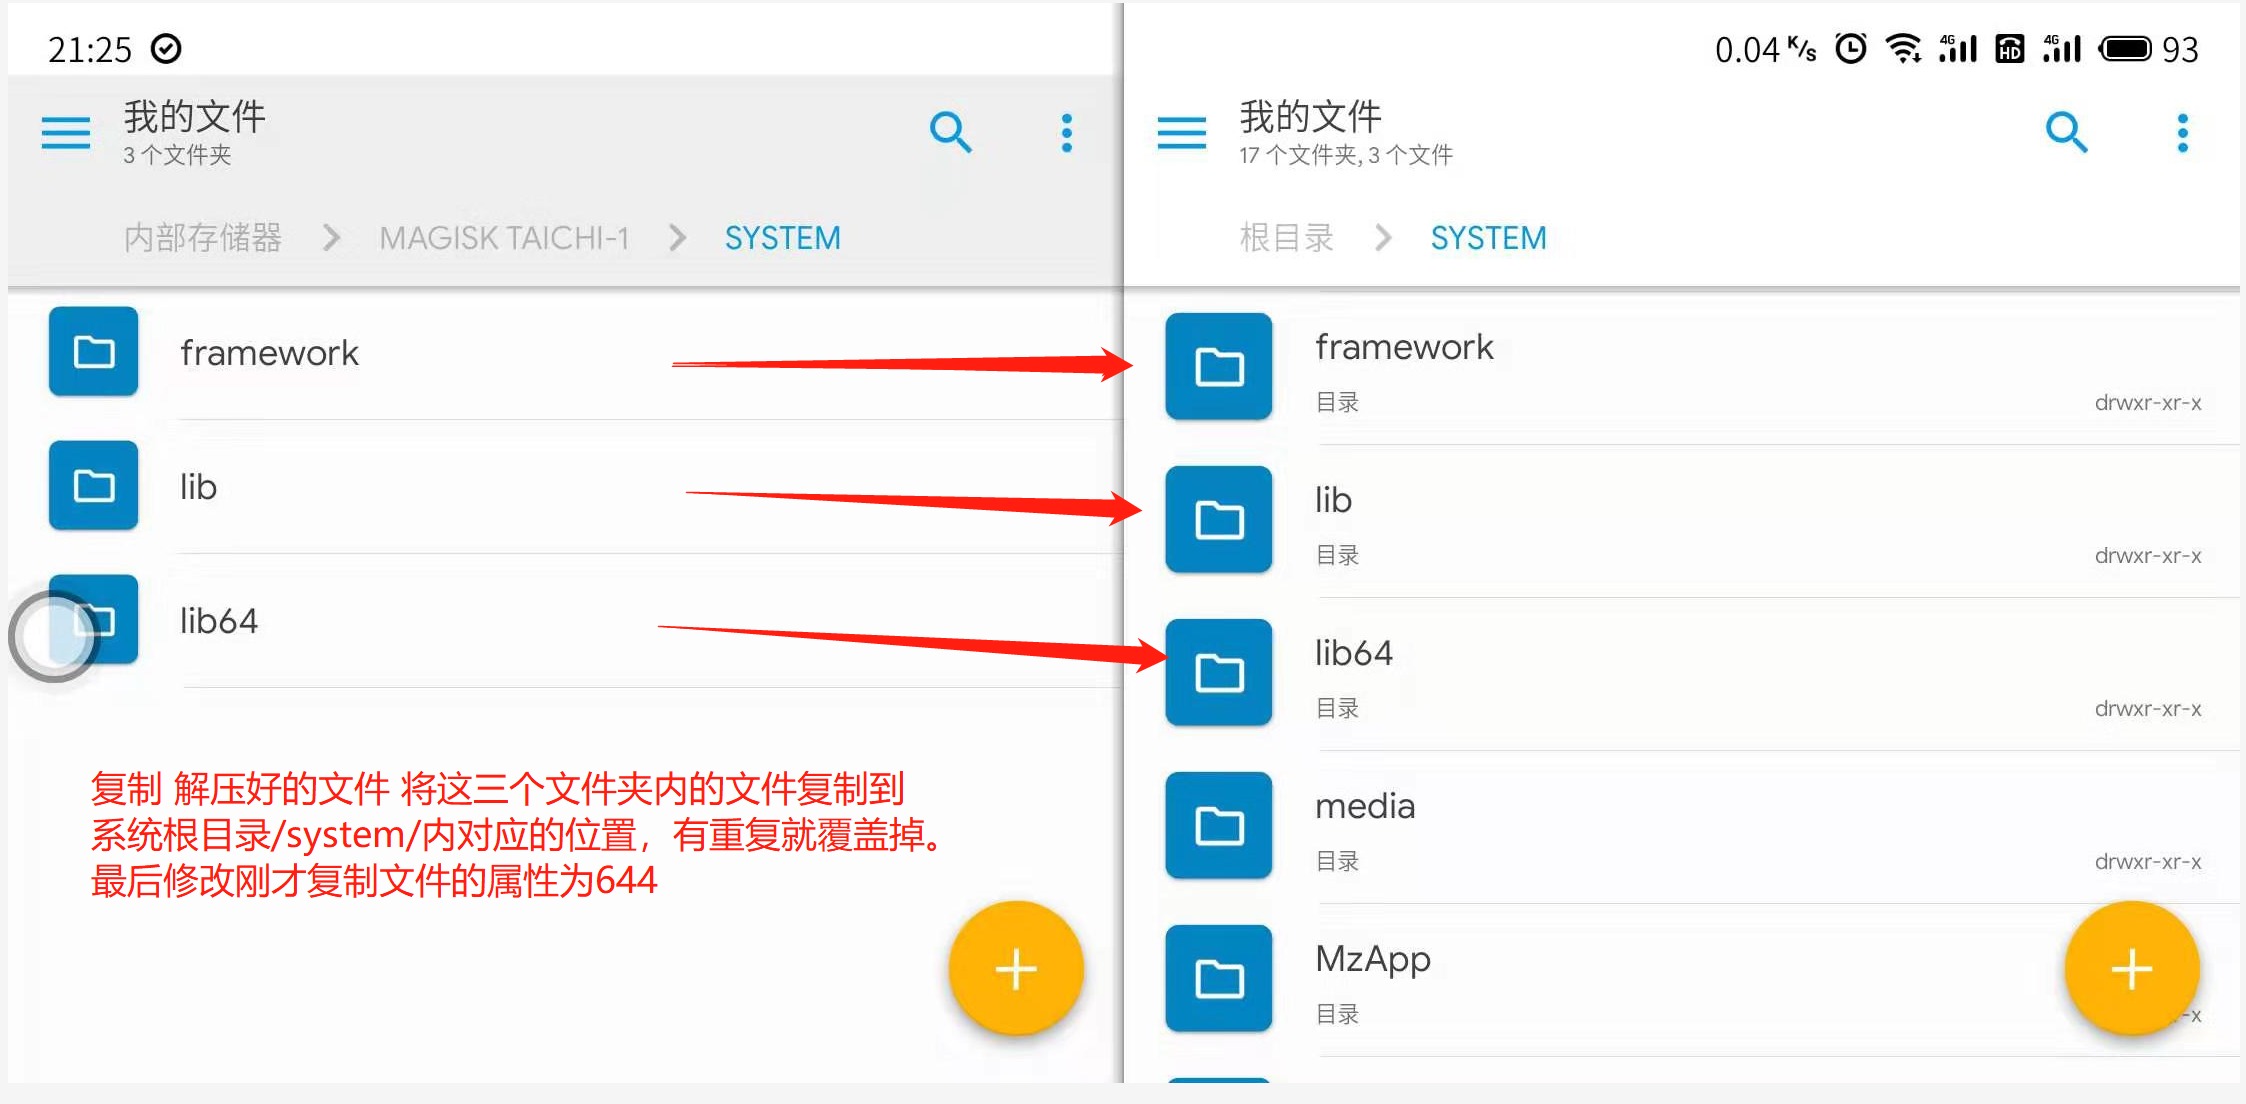 21:25
0.04 K/s 4G HD 4G 93
我的文件
3 个文件夹
内部存储器 MAGISK TAICHI-1 SYSTEM
framework
lib
lib64
复制 解压好的文件 将这三个文件夹内的文件复制到
系统根目录/system/内对应的位置，有重复就覆盖掉。
最后修改刚才复制文件的属性为644
我的文件
17 个文件夹, 3 个文件
根目录 SYSTEM
framework
目录 drwxr-xr-x
lib
目录 drwxr-xr-x
lib64
目录 drwxr-xr-x
media
目录 drwxr-xr-x
MzApp
目录 -x